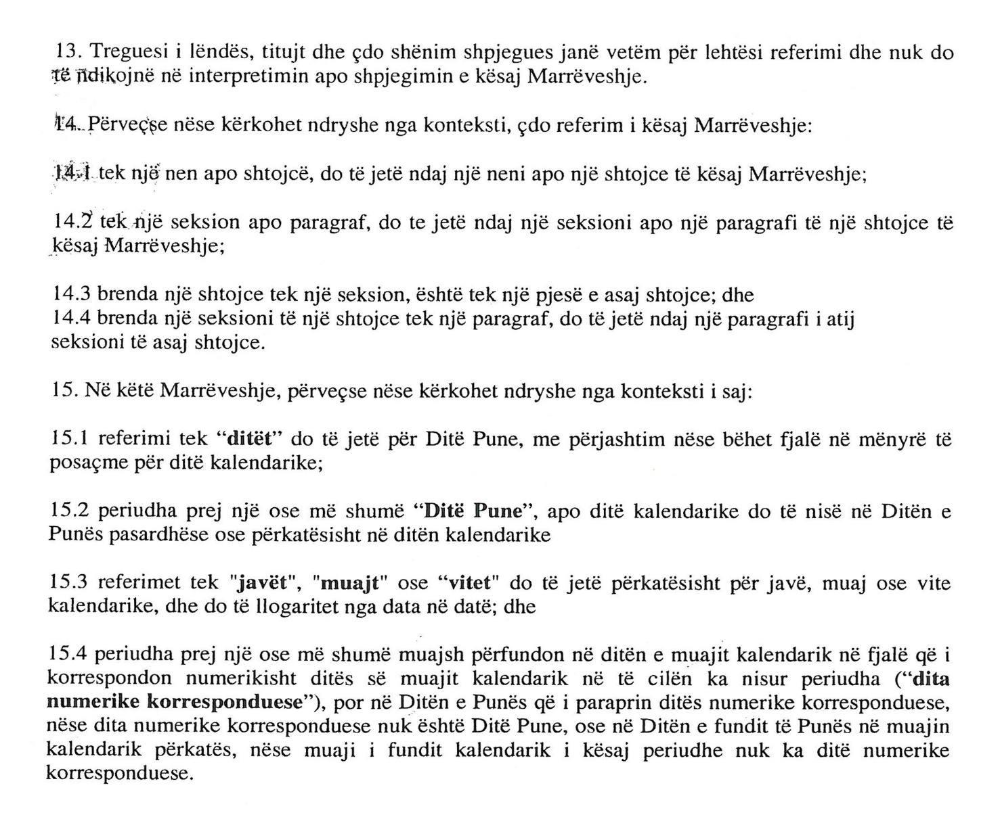 13. Treguesi i lëndës, titujt dhe çdo shënim shpjegues janë vetëm për lehtësi referimi dhe nuk do
të ndikojnë në interpretimin apo shpjegimin e kësaj Marrëveshje.
14. Përveçse nëse kërkohet ndryshe nga konteksti, çdo referim i kësaj Marrëveshje:
14.1 tek një nen apo shtojcë, do të jetë ndaj një neni apo një shtojce të kësaj Marrëveshje;
14.2 tek një seksion apo paragraf, do te jetë ndaj një seksioni apo një paragrafi të një shtojce të
kësaj Marrëveshje;
14.3 brenda një shtojce tek një seksion, është tek një pjesë e asaj shtojce; dhe
14.4 brenda një seksioni të një shtojce tek një paragraf, do të jetë ndaj një paragrafi i atij
seksioni të asaj shtojce.
15. Në këtë Marrëveshje, përveçse nëse kërkohet ndryshe nga konteksti i saj:
15.1 referimi tek “ditët” do të jetë për Ditë Pune, me përjashtim nëse bëhet fjalë në mënyrë të
posaçme për ditë kalendarike;
15.2 periudha prej një ose më shumë “Ditë Pune”, apo ditë kalendarike do të nisë në Ditën e
Punës pasardhëse ose përkatësisht në ditën kalendarike
15.3 referimet tek "javët", "muajt" ose “vitet" do të jetë përkatësisht për javë, muaj ose vite
kalendarike, dhe do të llogaritet nga data në datë; dhe
15.4 periudha prej një ose më shumë muajsh përfundon në ditën e muajit kalendarik në fjalë që i
korrespondon numerikisht ditës së muajit kalendarik në të cilën ka nisur periudha (“dita
numerike korresponduese”), por në Ditën e Punës që i paraprin ditës numerike korresponduese,
nëse dita numerike korresponduese nuk është Ditë Pune, ose në Ditën e fundit të Punës në muajin
kalendarik përkatës, nëse muaji i fundit kalendarik i kësaj periudhe nuk ka ditë numerike
korresponduese.